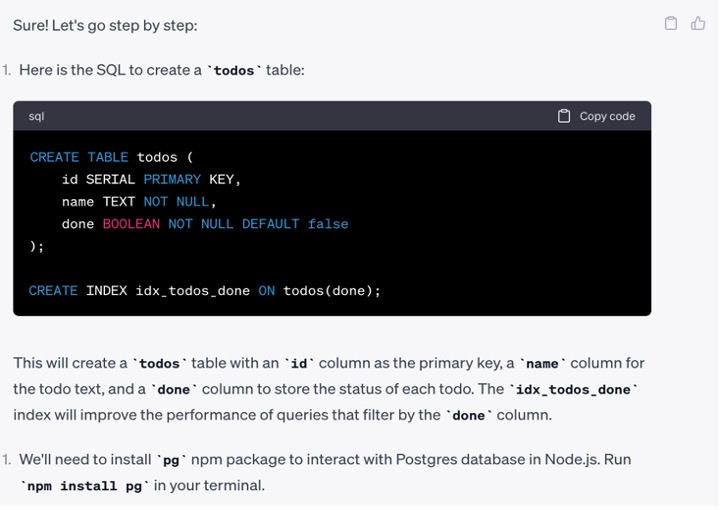 Sure! Let's go step by step:
1. Here is the SQL to create a `todos` table:
sql
Copy code
CREATE TABLE todos (
    id SERIAL PRIMARY KEY,
    name TEXT NOT NULL,
    done BOOLEAN NOT NULL DEFAULT false
);
CREATE INDEX idx_todos_done ON todos(done);
This will create a `todos` table with an `id` column as the primary key, a `name` column for
the todo text, and a `done` column to store the status of each todo. The `idx_todos_done`
index will improve the performance of queries that filter by the `done` column.
1. We'll need to install `pg` npm package to interact with Postgres database in Node.js. Run
`npm install pg` in your terminal.